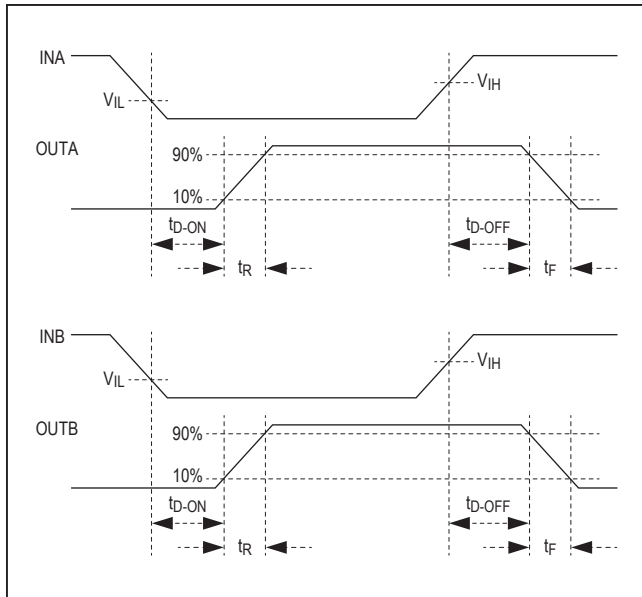 INA
VIL
VIH
OUTA
90%
10%
tD-ON
tD-OFF
tR
tF
INB
VIL
VIH
OUTB
90%
10%
tD-ON
tD-OFF
tR
tF